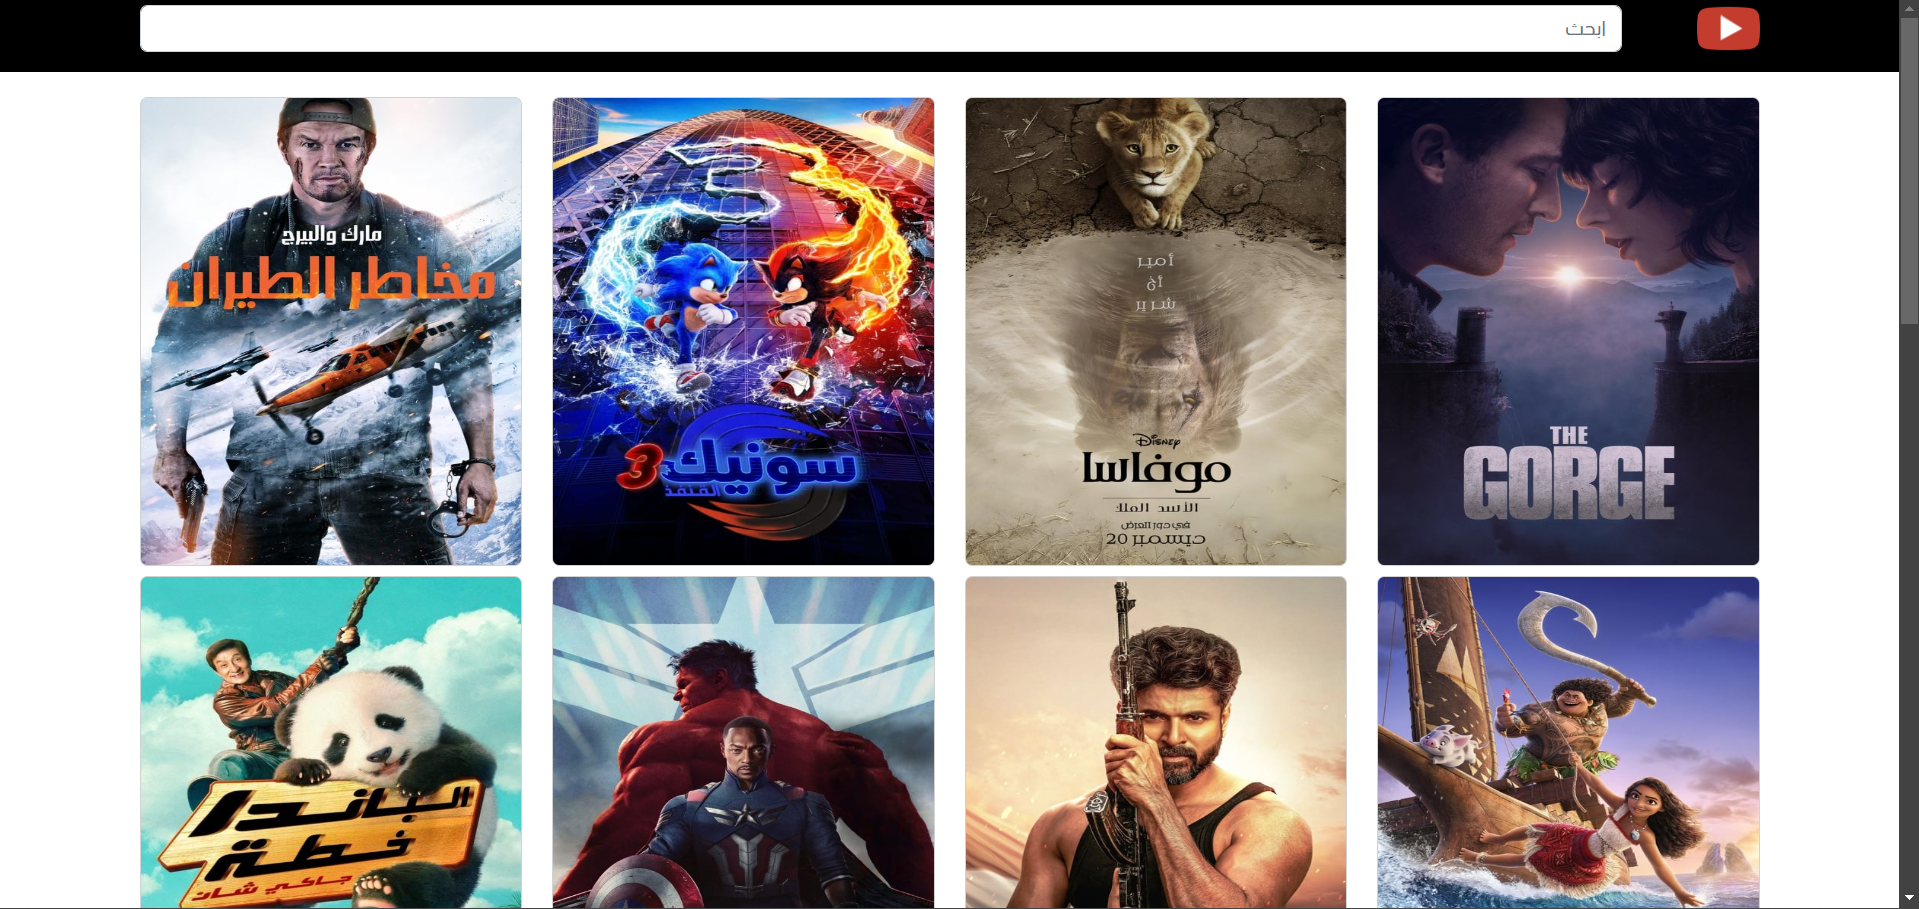 ابحث
مارك والبيرج
مخاطر الطيران
سونيك 3
القنفذ
أمير
أخ
شرير
Disney
موفاسا
الأسد الملك
في دور العرض
ديسمبر 20
THE
GORGE
الباندا
خطة
جاكي شان